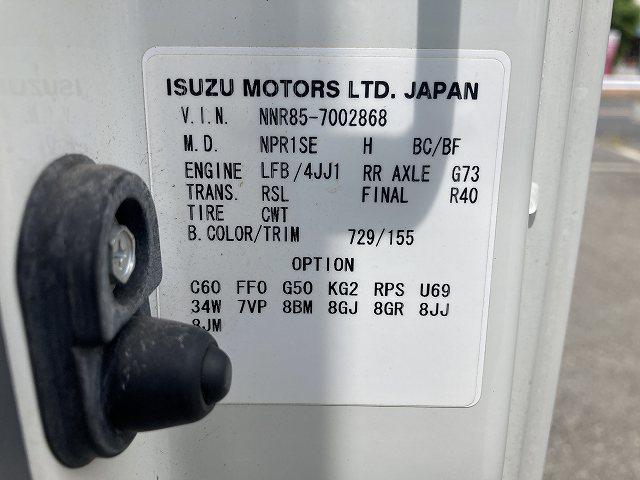 ISUZU MOTORS LTD. JAPAN
V.I.N. NNR85-7002868
M.D. NPR1SE H BC/BF
ENGINE LFB/4JJ1 RR AXLE G73
TRANS. RSL FINAL R40
TIRE CWT
B.COLOR/TRIM 729/155
OPTION
C60 FF0 G50 KG2 RPS U69
34W 7VP 8BM 8GJ 8GR 8JJ
8JM